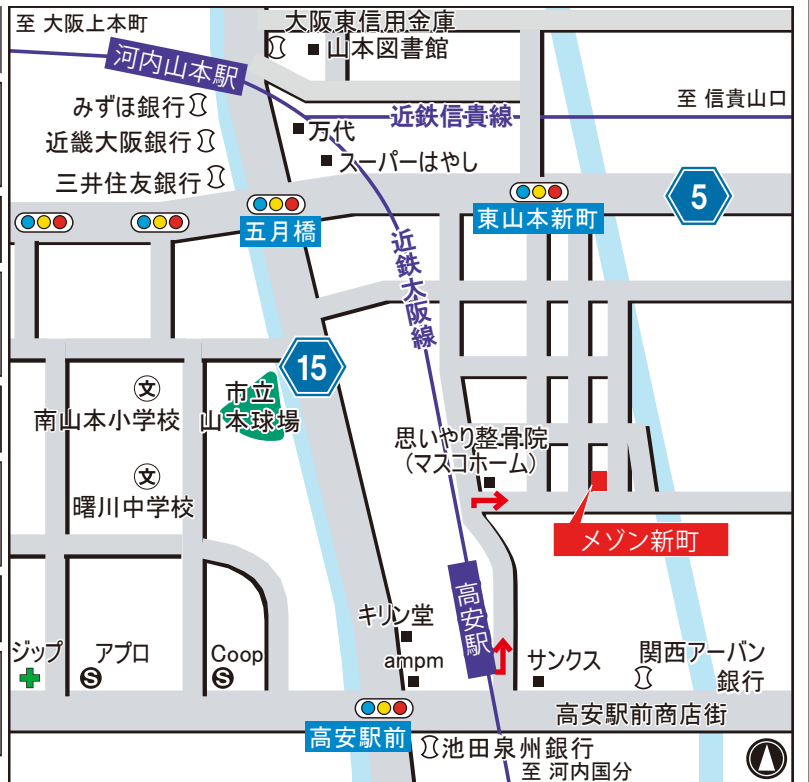 至 大阪上本町
大阪東信用金庫
山本図書館
河内山本駅
みずほ銀行
近畿大阪銀行
三井住友銀行
万代
近鉄信貴線
至 信貴山口
スーパーはやし
五月橋
東山本新町
5
近鉄大阪線
15
市立
山本球場
文
南山本小学校
文
曙川中学校
思いやり整骨院
(マスコホーム)
メゾン新町
高安駅
キリン堂
ampm
ジップ
アプロ
S
Coop
S
サンクス
関西アーバン
銀行
高安駅前商店街
高安駅前
池田泉州銀行
至 河内国分